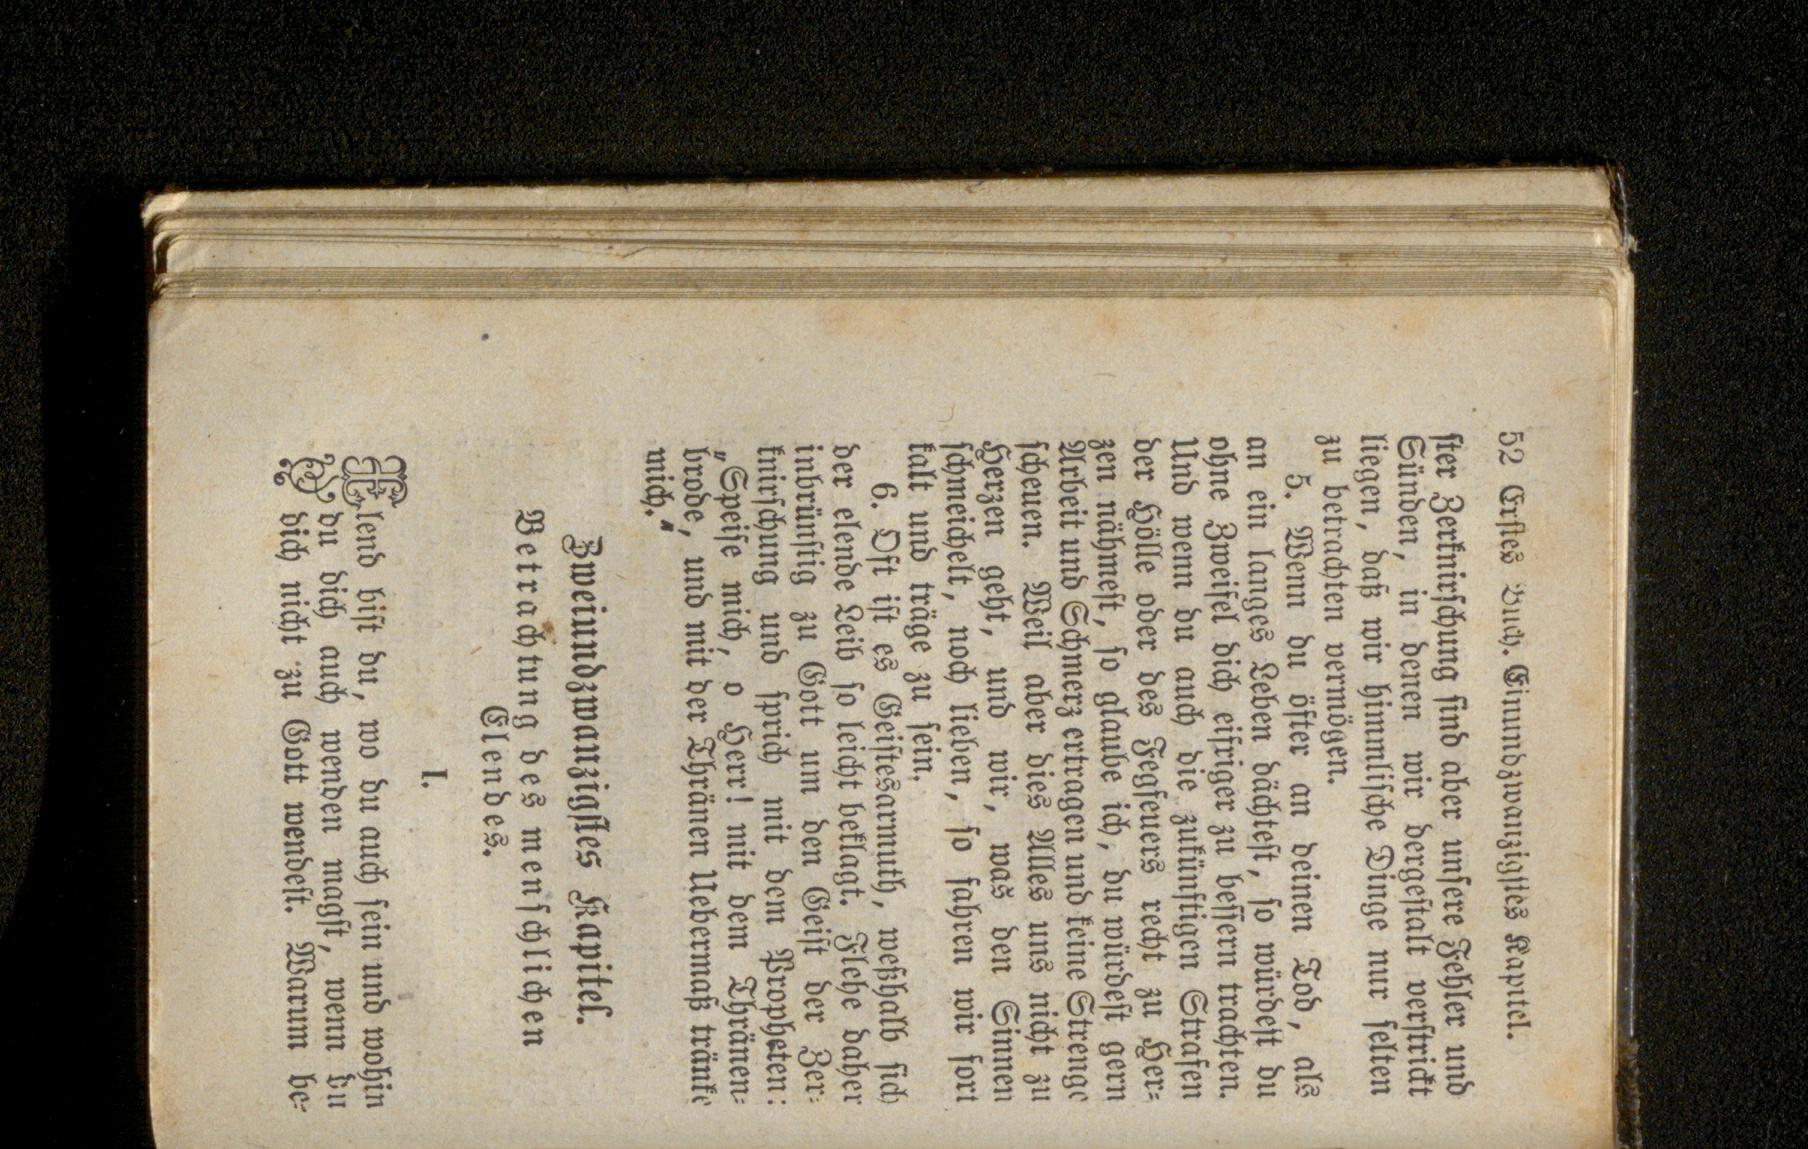 52 Erstes Buch. Einundzwanzigstes Kapitel.
ster Zerknirschung sind aber unsere Fehler und
Sünden, in denen wir dergestalt verstrickt
liegen, daß wir himmlische Dinge nur selten
zu betrachten vermögen.
5. Wenn du öfter an deinen Tod, als
an ein langes Leben dächtest, so würdest du
ohne Zweifel dich eifriger zu bessern trachten.
Und wenn du auch die zukünftigen Strafen
der Hölle oder des Fegfeuers recht zu Her-
zen nähmest, so glaube ich, du würdest gern
Arbeit und Schmerz ertragen und keine Strenge
scheuen. Weil aber dies Alles uns nicht zu
Herzen geht, und wir, was den Sinnen
schmeichelt, noch lieben, so fahren wir fort
kalt und träge zu sein.
6. Oft ist es Geistesarmuth, weßhalb sich
der elende Leib so leicht beklagt. Flehe daher
inbrünstig zu Gott um den Geist der Zer-
knirschung und sprich mit dem Propheten:
„Speise mich, o Herr! mit dem Thränen-
brode, und mit der Thränen Uebermaß tränke
mich.“
Zweiundzwanzigstes Kapitel.
Betrachtung des menschlichen
Elendes.
1.
Elend bist du, wo du auch sein und wohin
du dich auch wenden magst, wenn du
dich nicht zu Gott wendest. Warum be-